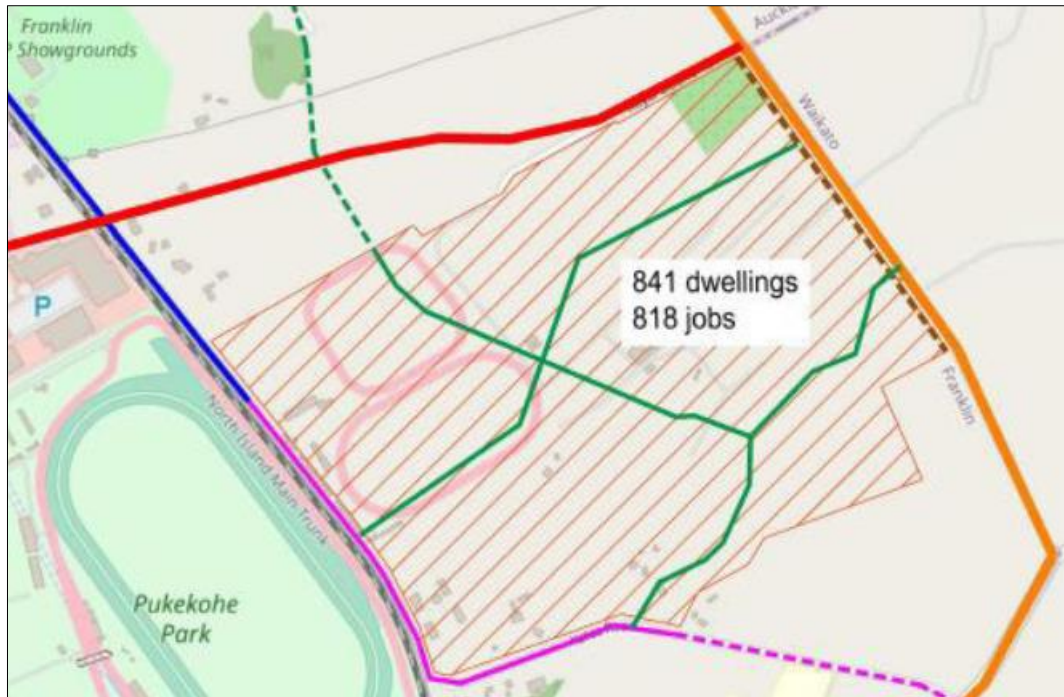 Franklin
Showgrounds
Auckl
Waikato
841 dwellings
818 jobs
P
Franklin
North Island Main Trunk
Pukekohe
Park